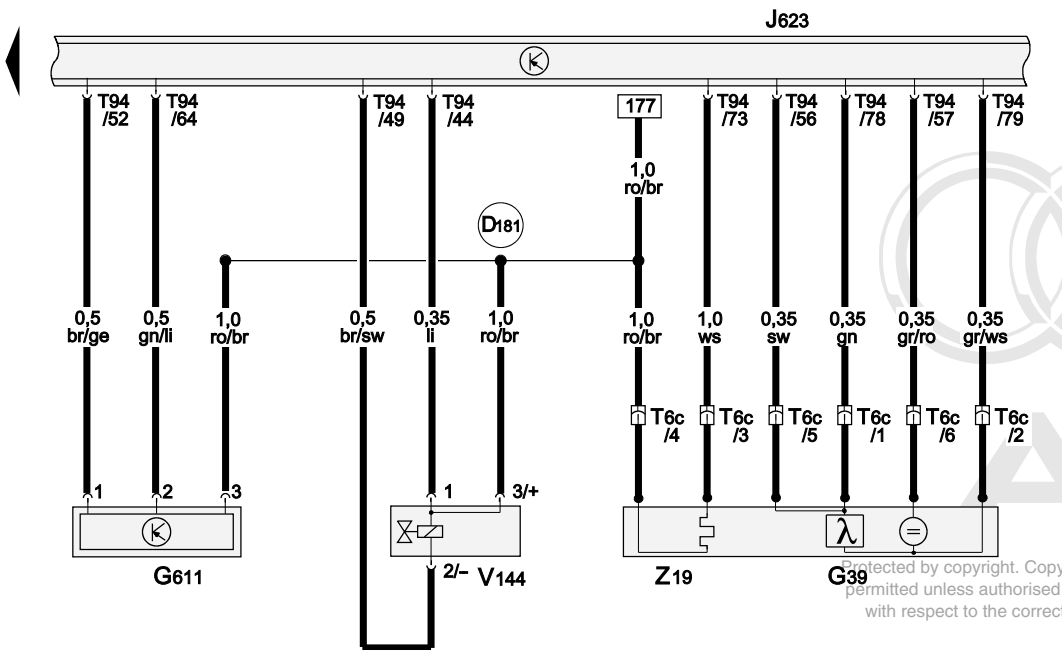 J623
T94 T94 T94 T94 177 T94 T94 T94 T94 T94
/52 /64 /49 /44 /73 /56 /78 /57 /79
1,0
ro/br
D181
0,5 0,5 1,0 0,5 0,35 1,0 1,0 1,0 0,35 0,35 0,35 0,35
br/ge gn/li ro/br br/sw li ro/br ro/br ws sw gn gr/ro gr/ws
T6c T6c T6c T6c T6c T6c
/4 /3 /5 /1 /6 /2
1 2 3 1 3/+
λ =
G611 2/– V144 Z19 G39
Protected by copyright. Copy
permitted unless authorised
with respect to the correct